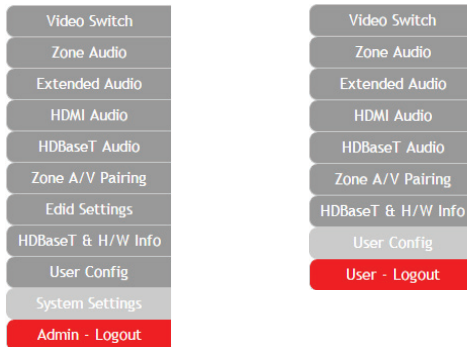 Video Switch
Zone Audio
Extended Audio
HDMI Audio
HDBaseT Audio
Zone A/V Pairing
Edid Settings
HDBaseT & H/W Info
User Config
System Settings
Admin - Logout
Video Switch
Zone Audio
Extended Audio
HDMI Audio
HDBaseT Audio
Zone A/V Pairing
HDBaseT & H/W Info
User Config
User - Logout